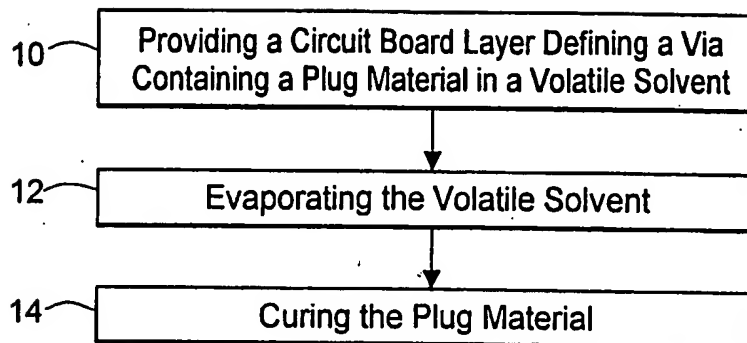 10 Providing a Circuit Board Layer Defining a Via
Containing a Plug Material in a Volatile Solvent
12 Evaporating the Volatile Solvent
14 Curing the Plug Material